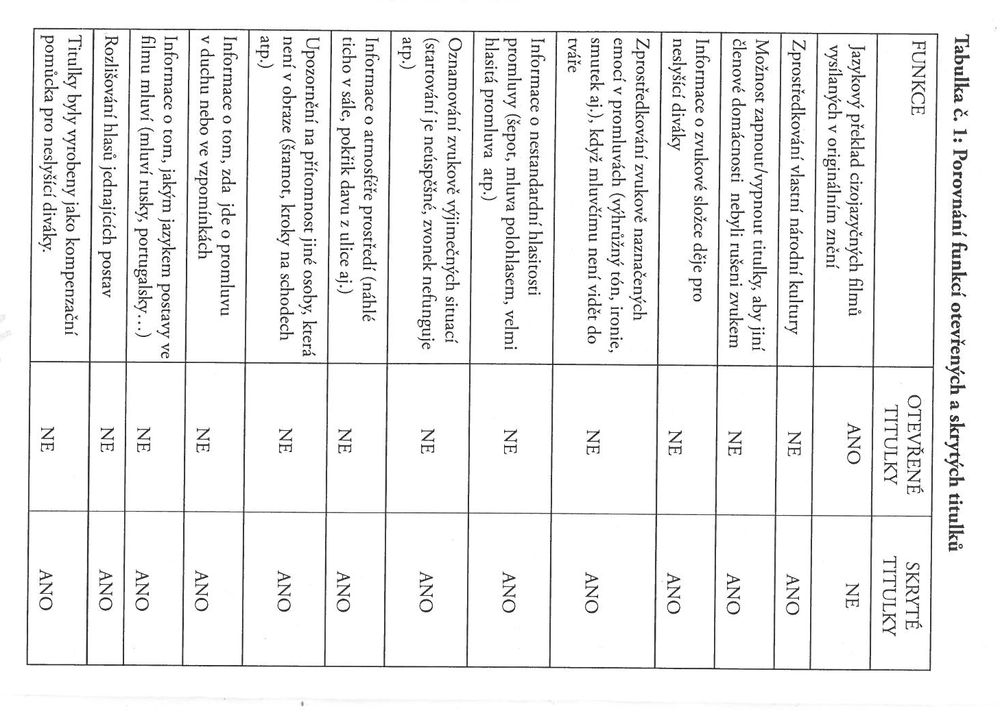 Tabulka č. 1: Porovnání funkcí otevřených a skrytých titulků
FUNKCE
OTEVŘENÉ
TITULKY
SKRYTÉ
TITULKY
Jazykový překlad cizojazyčných filmů
vysílaných v originálním znění
ANO
NE
Zprostředkování vlastní národní kultury
NE
ANO
Možnost zapnout/vypnout titulky, aby jiní
členové domácnosti nebyli rušeni zvukem
NE
ANO
Informace o zvukové složce děje pro
neslyšící diváky
NE
ANO
Zprostředkování zvukově naznačených
emocí v promluvách (výhrůžný tón, ironie,
smutek aj.), když mluvčímu není vidět do
tváře
NE
ANO
Informace o nestandardní hlasitosti
promluvy (šepot, mluva polohlasem, velmi
hlasitá promluva atp.)
NE
ANO
Oznamování zvukově výjimečných situací
(startování je neúspěšné, zvonek nefunguje
atp.)
NE
ANO
Informace o atmosféře prostředí (náhlé
ticho v sále, pokřik davu z ulice aj.)
NE
ANO
Upozornění na přítomnost jiné osoby, která
není v obraze (šramot, kroky na schodech
atp.)
NE
ANO
Informace o tom, zda jde o promluvu
v duchu nebo ve vzpomínkách
NE
ANO
Informace o tom, jakým jazykem postavy ve
filmu mluví (mluví rusky, portugalsky…)
NE
ANO
Rozlišování hlasů jednajících postav
NE
ANO
Titulky byly vyrobeny jako kompenzační
pomůcka pro neslyšící diváky.
NE
ANO